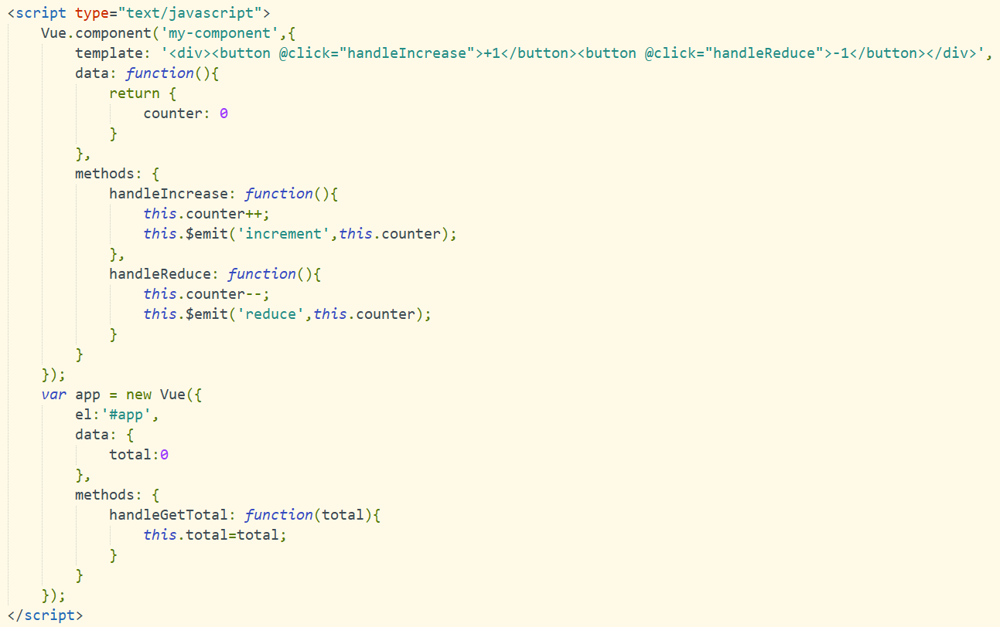 <script type="text/javascript">
    Vue.component('my-component',{
        template: '<div><button @click="handleIncrease">+1</button><button @click="handleReduce">-1</button></div>',
        data: function(){
            return {
                counter: 0
            }
        },
        methods: {
            handleIncrease: function(){
                this.counter++;
                this.$emit('increment',this.counter);
            },
            handleReduce: function(){
                this.counter--;
                this.$emit('reduce',this.counter);
            }
        }
    });
    var app = new Vue({
        el:'#app',
        data: {
            total:0
        },
        methods: {
            handleGetTotal: function(total){
                this.total=total;
            }
        }
    });
</script>